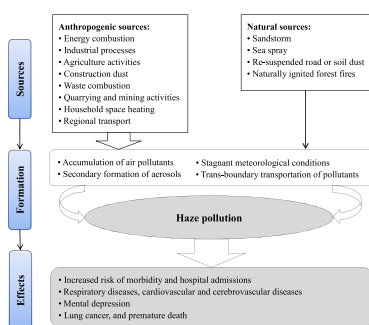 Sources
Anthropogenic sources:
• Energy combustion
• Industrial processes
• Agriculture activities
• Construction dust
• Waste combustion
• Quarrying and mining activities
• Household space heating
• Regional transport
Natural sources:
• Sandstorm
• Sea spray
• Re-suspended road or soil dust
• Naturally ignited forest fires
Formation
• Accumulation of air pollutants
• Secondary formation of aerosols
• Stagnant meteorological conditions
• Trans-boundary transportation of pollutants
Haze pollution
Effects
• Increased risk of morbidity and hospital admissions
• Respiratory diseases, cardiovascular and cerebrovascular diseases
• Mental depression
• Lung cancer, and premature death